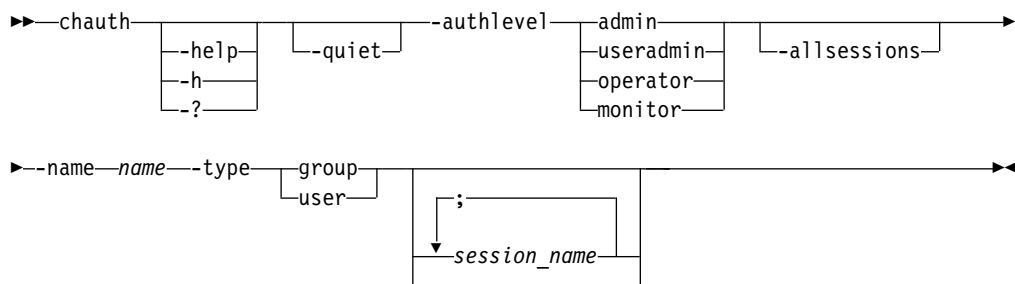 chauth -quiet -authlevel admin -allsessions
-help useradmin
-h operator
-? monitor
-name name -type group
user
;
session_name